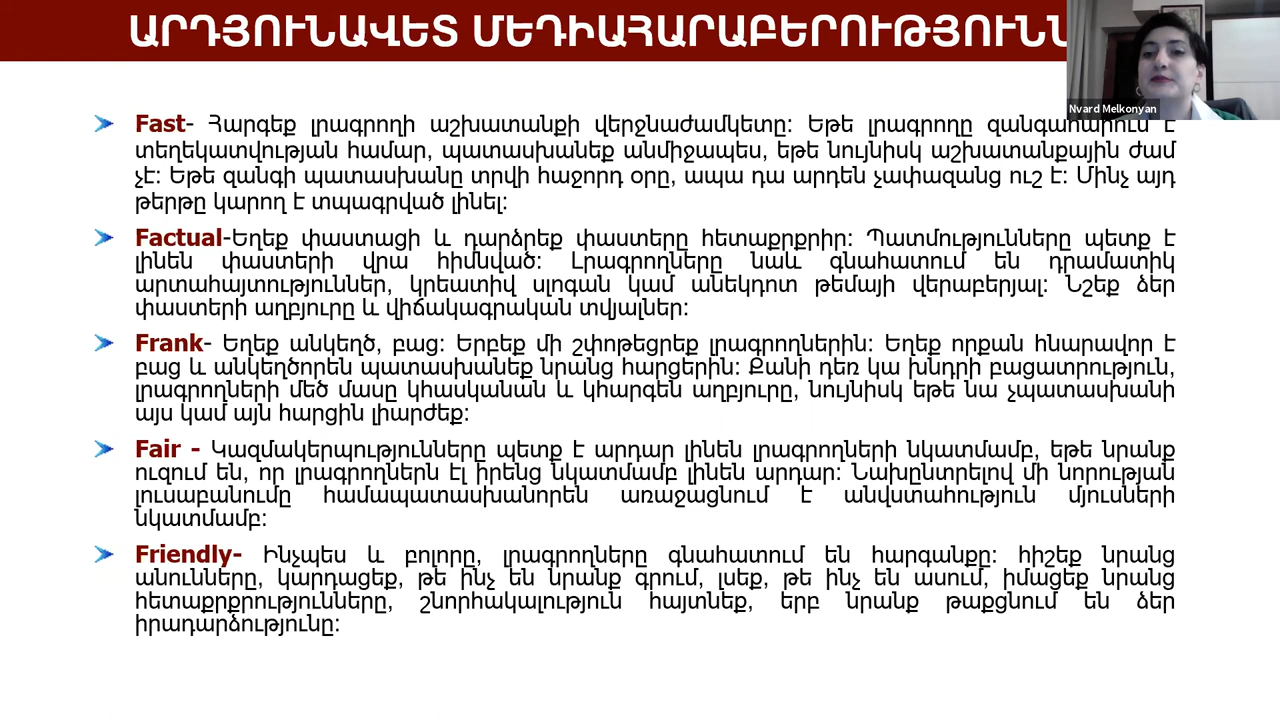 ԱՐԴՅՈՒՆԱՎԵՏ ՄԵԴԻԱՀԱՐԱԲԵՐՈՒԹՅՈՒՆՆ
Nvard Melkonyan
Fast- Հարգեք լրագրողի աշխատանքի վերջնաժամկետը: Եթե լրագրողը զանգահարում է
տեղեկատվության համար, պատասխանեք անմիջապես, եթե նույնիսկ աշխատանքային ժամ
չէ: Եթե զանգի պատասխանը տրվի հաջորդ օրը, ապա դա արդեն չափազանց ուշ է: Մինչ այդ
թերթը կարող է տպագրված լինել:
Factual-Եղեք փաստացի և դարձրեք փաստերը հետաքրքրիր: Պատմությունները պետք է
լինեն փաստերի վրա հիմնված: Լրագրողները նաև գնահատում են դրամատիկ
արտահայտություններ, կրեատիվ սլոգան կամ անեկդոտ թեմայի վերաբերյալ: Նշեք ձեր
փաստերի աղբյուրը և վիճակագրական տվյալներ:
Frank- Եղեք անկեղծ, բաց: Երբեք մի շփոթեցրեք լրագրողներին: Եղեք որքան հնարավոր է
բաց և անկեղծորեն պատասխանեք նրանց հարցերին: Քանի դեռ կա խնդրի բացատրություն,
լրագրողների մեծ մասը կհասկանան և կհարգեն աղբյուրը, նույնիսկ եթե նա չպատասխանի
այս կամ այն հարցին լիարժեք:
Fair - Կազմակերպությունները պետք է արդար լինեն լրագրողների նկատմամբ, եթե նրանք
ուզում են, որ լրագրողներն էլ իրենց նկատմամբ լինեն արդար: Նախընտրելով մի նորության
լուսաբանումը համապատասխանորեն առաջացնում է անվստահություն մյուսների
նկատմամբ:
Friendly- Ինչպես և բոլորը, լրագրողները գնահատում են հարգանքը: հիշեք նրանց
անունները, կարդացեք, թե ինչ են նրանք գրում, լսեք, թե ինչ են ասում, իմացեք նրանց
հետաքրքրությունները, շնորհակալություն հայտնեք, երբ նրանք թաքցնում են ձեր
իրադարձությունը: